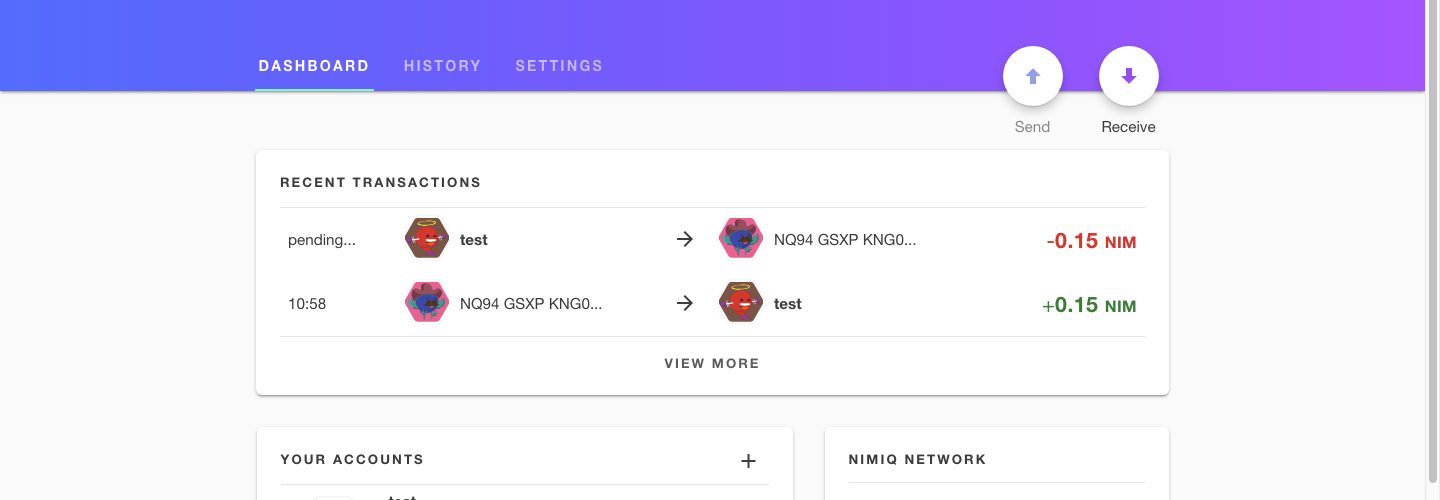 DASHBOARD HISTORY SETTINGS
Send Receive
RECENT TRANSACTIONS
pending... test NQ94 GSXP KNG0... -0.15 NIM
10:58 NQ94 GSXP KNG0... test +0.15 NIM
VIEW MORE
YOUR ACCOUNTS +
NIMIQ NETWORK
test